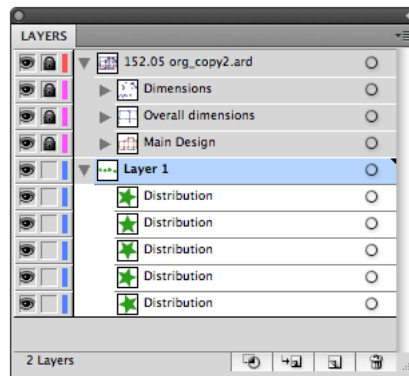 LAYERS
152.05 org_copy2.ard
Dimensions
Overall dimensions
Main Design
Layer 1
Distribution
Distribution
Distribution
Distribution
Distribution
2 Layers